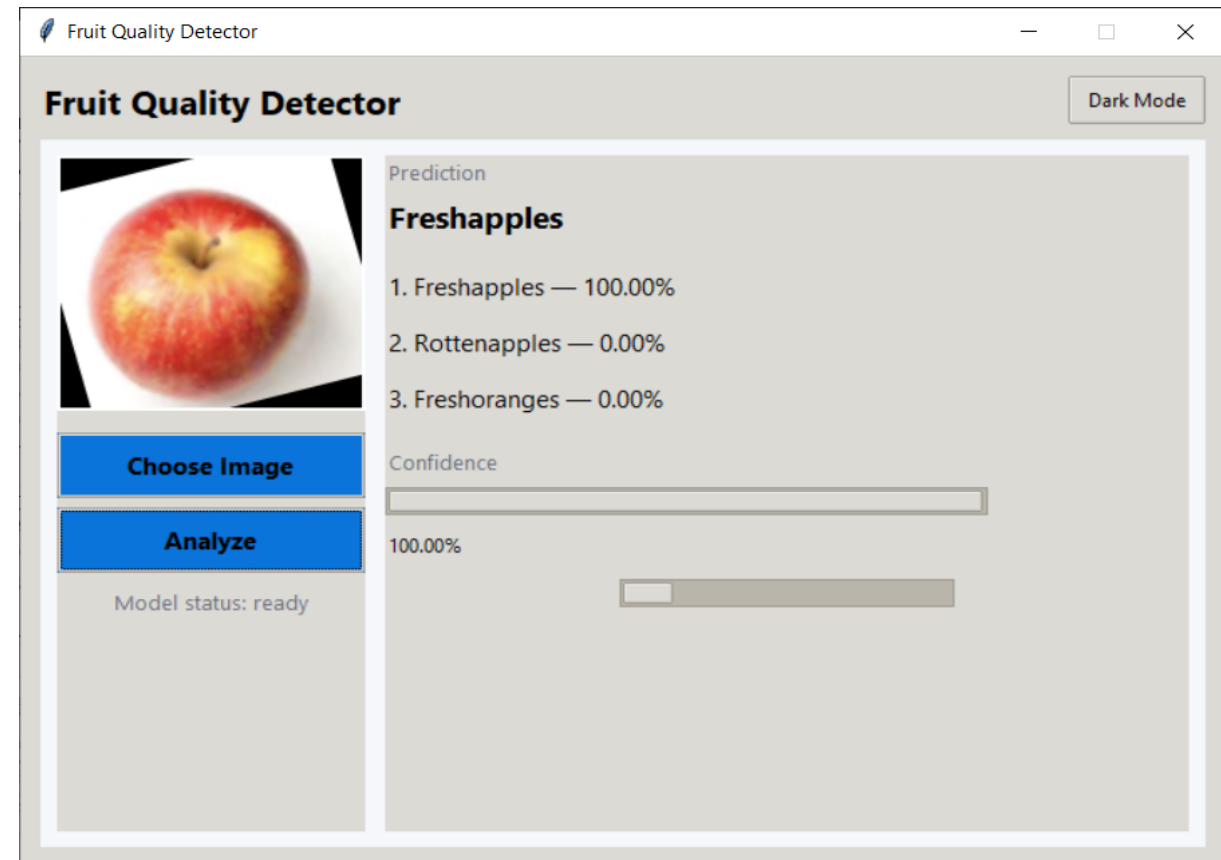 Fruit Quality Detector
Fruit Quality Detector
Dark Mode
Prediction
Freshapples
1. Freshapples — 100.00%
2. Rottenapples — 0.00%
3. Freshoranges — 0.00%
Choose Image
Confidence
Analyze
100.00%
Model status: ready